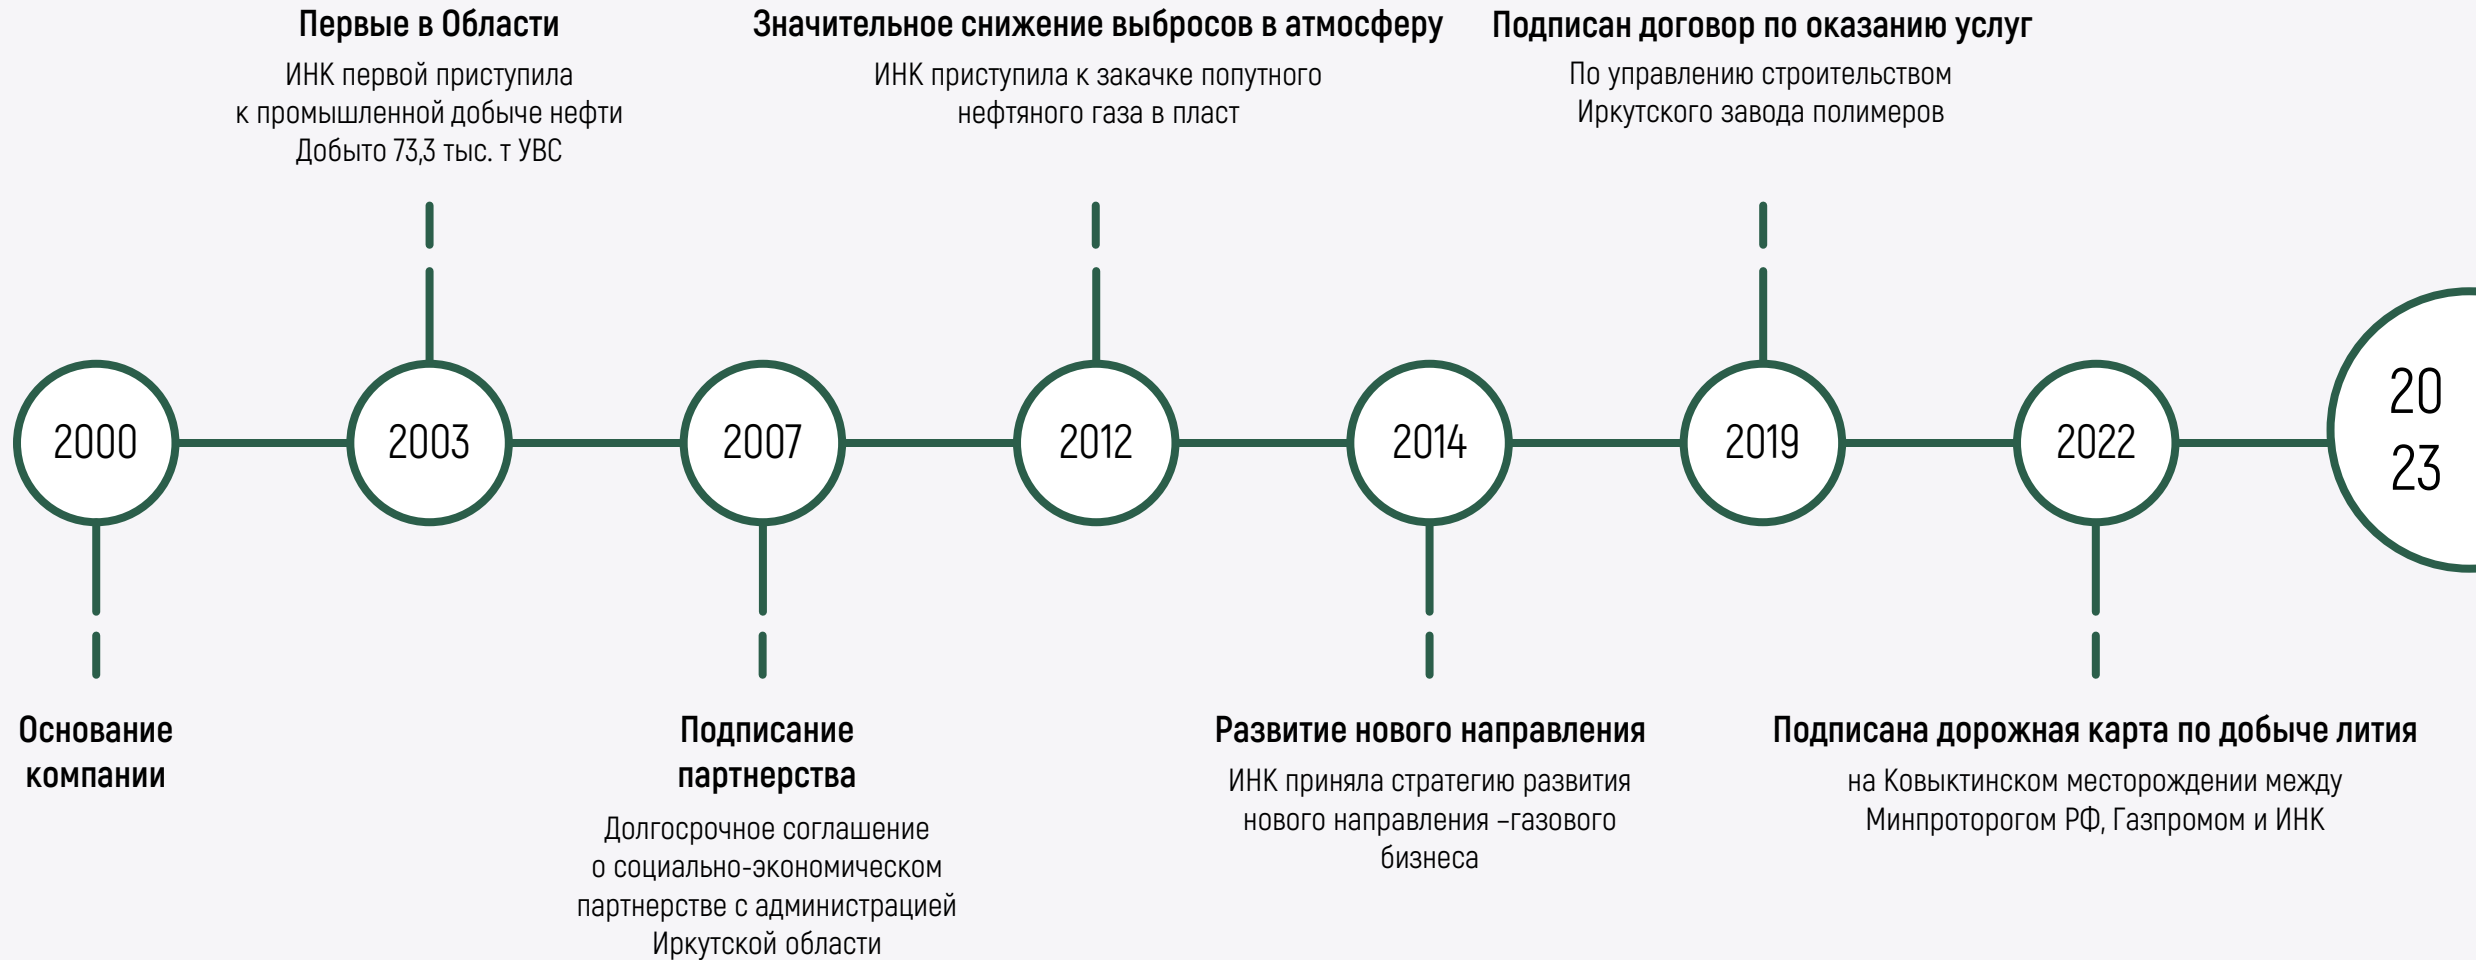 Первые в Области
ИНК первой приступила
к промышленной добыче нефти
Добыто 73,3 тыс. т УВС
Значительное снижение выбросов в атмосферу
ИНК приступила к закачке попутного
нефтяного газа в пласт
Подписан договор по оказанию услуг
По управлению строительством
Иркутского завода полимеров
2000
2003
2007
2012
2014
2019
2022
20
23
Основание
компании
Подписание
партнерства
Долгосрочное соглашение
о социально-экономическом
партнерстве с администрацией
Иркутской области
Развитие нового направления
ИНК приняла стратегию развития
нового направления –газового
бизнеса
Подписана дорожная карта по добыче лития
на Ковыктинском месторождении между
Минпроторогом РФ, Газпромом и ИНК